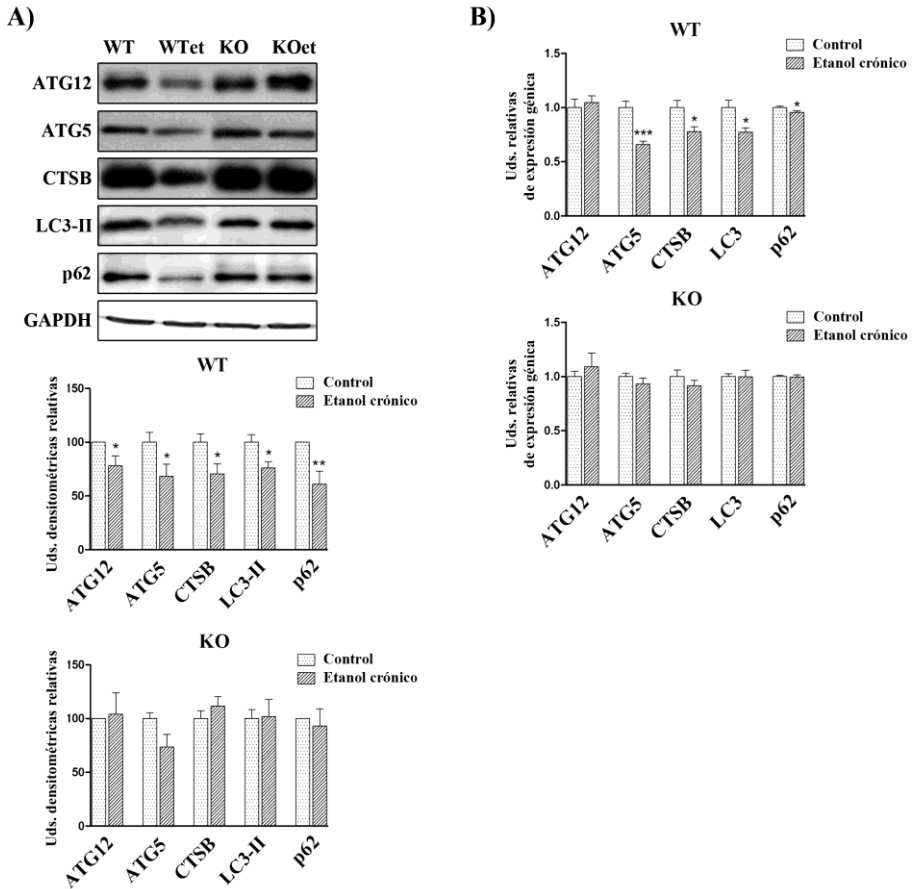 A)
WT WTet KO KOet
ATG12
ATG5
CTSB
LC3-II
p62
GAPDH
WT
Control
Etanol crónico
Uds. densitométricas relativas
150
100
50
0
* * * * **
ATG12 ATG5 CTSB LC3-II p62
KO
Control
Etanol crónico
Uds. densitométricas relativas
150
100
50
0
ATG12 ATG5 CTSB LC3-II p62
B)
WT
Control
Etanol crónico
Uds. relativas
de expresión génica
1.5
1.0
0.5
0.0
*** * * *
ATG12 ATG5 CTSB LC3 p62
KO
Control
Etanol crónico
Uds. relativas
de expresión génica
1.5
1.0
0.5
0.0
ATG12 ATG5 CTSB LC3 p62